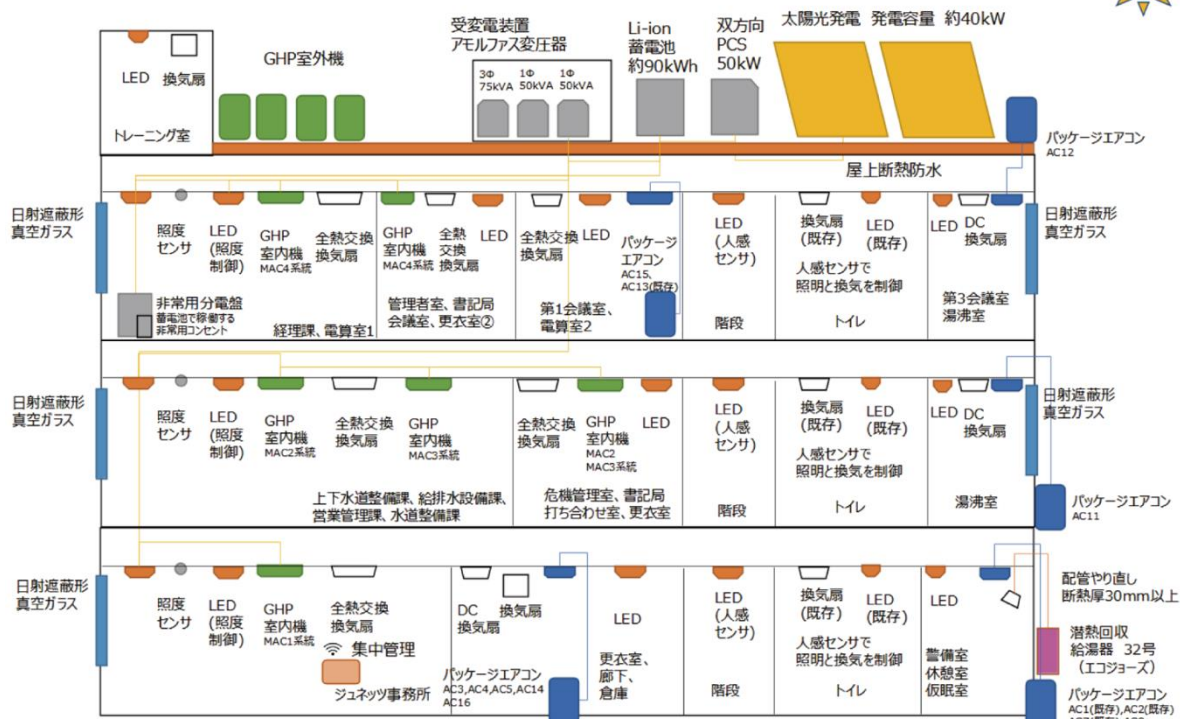 受変電装置
アモルファス変圧器
Li-ion
蓄電池
約90kWh
双方向
PCS
50kW
太陽光発電 発電容量 約40kW
GHP室外機
3Φ
75kVA
1Φ
50kVA
1Φ
50kVA
LED
換気扇
トレーニング室
パッケージエアコン
AC12
屋上断熱防水
日射遮蔽形
真空ガラス
照度
センサ
LED
(照度
制御)
GHP
室内機
MAC4系統
全熱交換
換気扇
GHP
室内機
MAC4系統
全熱
交換
換気扇
LED
全熱交換
換気扇
LED
パッケージ
エアコン
AC15,
AC13(既存)
LED
(人感
センサ)
換気扇
(既存)
LED
(既存)
人感センサで
照明と換気を制御
LED
DC
換気扇
日射遮蔽形
真空ガラス
非常用分電盤
蓄電池で稼働する
非常用コンセント
経理課、電算室1
管理者室、書記局
会議室、更衣室②
第1会議室、
電算室2
階段
トイレ
第3会議室
湯沸室
日射遮蔽形
真空ガラス
照度
センサ
LED
(照度
制御)
GHP
室内機
MAC2系統
全熱交換
換気扇
GHP
室内機
MAC3系統
全熱交換
換気扇
GHP
室内機
MAC2
MAC3系統
LED
LED
(人感
センサ)
換気扇
(既存)
LED
(既存)
人感センサで
照明と換気を制御
LED
DC
換気扇
日射遮蔽形
真空ガラス
上下水道整備課、給排水設備課、
営業管理課、水道整備課
危機管理室、書記局
打ち合わせ室、更衣室
階段
トイレ
湯沸室
パッケージエアコン
AC11
日射遮蔽形
真空ガラス
照度
センサ
LED
(照度
制御)
GHP
室内機
MAC1系統
全熱交換
換気扇
集中管理
ジュネッツ事務所
DC
換気扇
換気扇
パッケージエアコン
AC3,AC4,AC5,AC14
AC16
LED
更衣室、
廊下、
倉庫
LED
(人感
センサ)
階段
換気扇
(既存)
LED
(既存)
人感センサで
照明と換気を制御
トイレ
LED
警備室
休憩室
仮眠室
配管やり直し
断熱厚30mm以上
潜熱回収
給湯器 32号
(エコジョーズ)
パッケージエアコン
AC1(既存),AC2(既存)